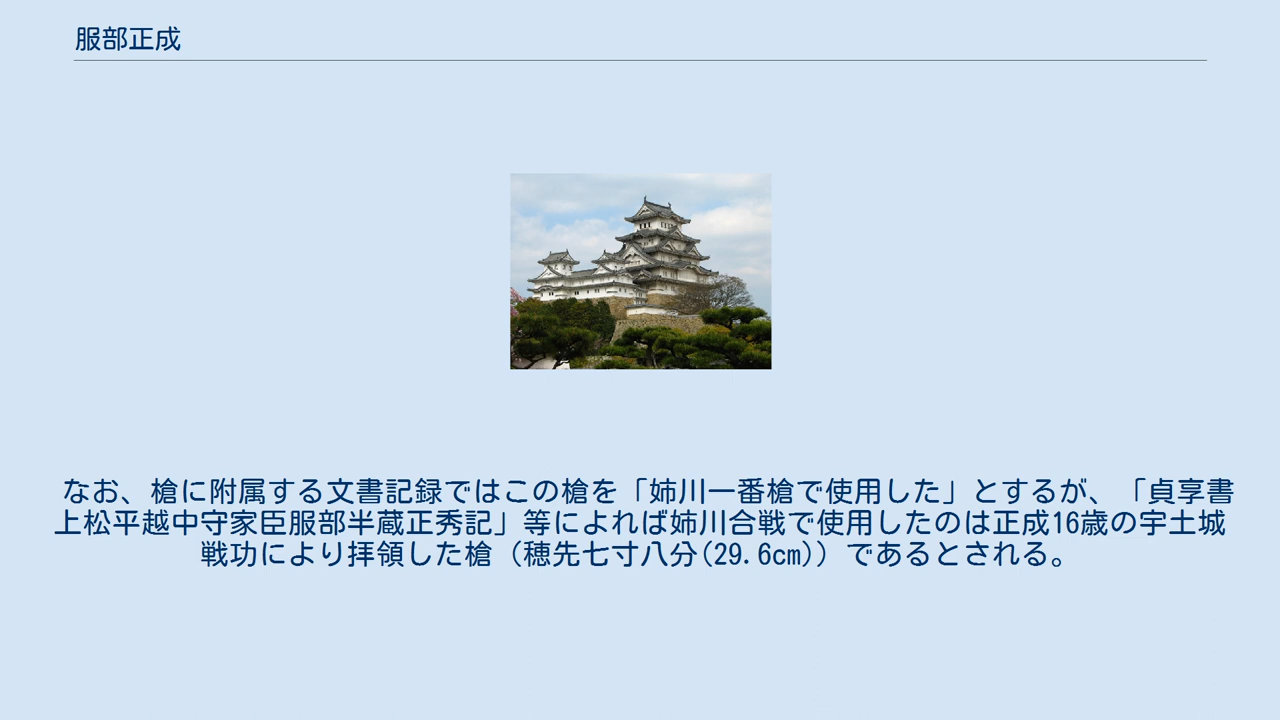 服部正成
なお、槍に附属する文書記録ではこの槍を「姉川一番槍で使用した」とするが、「貞享書
上松平越中守家臣服部半蔵正秀記」等によれば姉川合戦で使用したのは正成16歳の宇土城
戦功により拝領した槍（穂先七寸八分(29.6cm)）であるとされる。